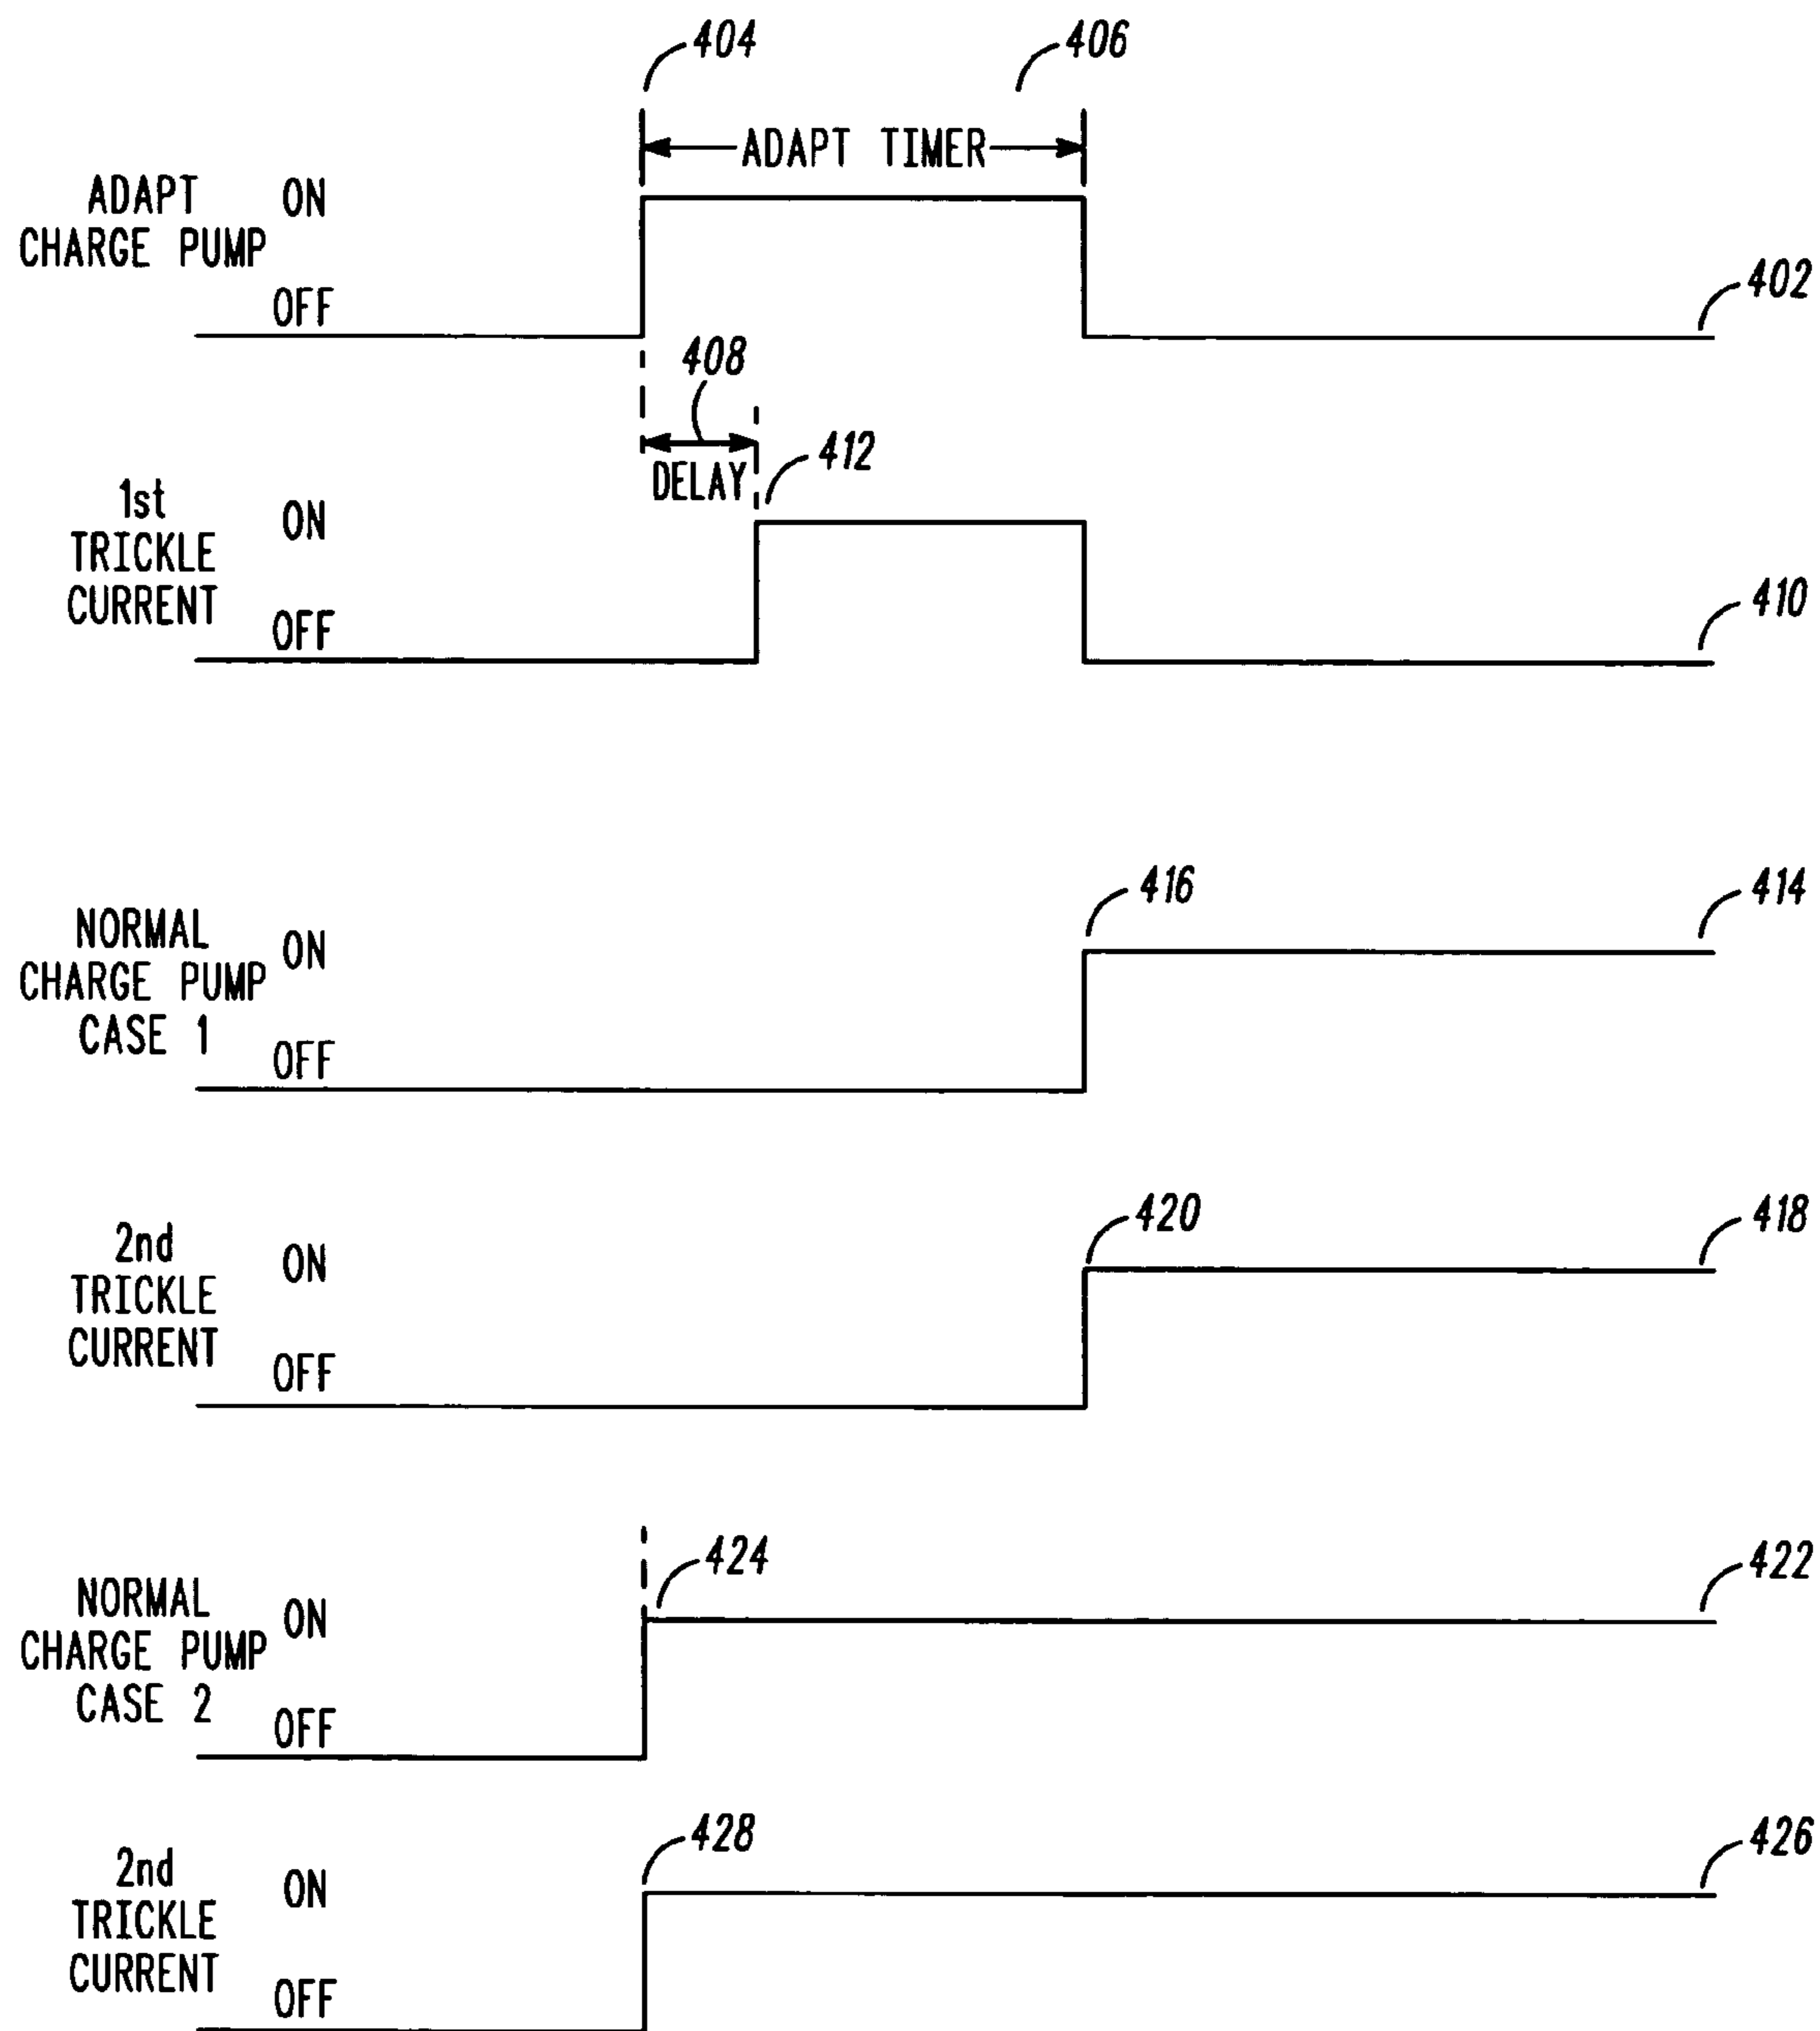 404
406
ADAPT TIMER
ADAPT
CHARGE PUMP
ON
OFF
402
408
DELAY
412
1st
TRICKLE
CURRENT
ON
OFF
410
416
414
NORMAL
CHARGE PUMP
CASE 1
ON
OFF
420
418
2nd
TRICKLE
CURRENT
ON
OFF
424
422
NORMAL
CHARGE PUMP
CASE 2
ON
OFF
428
426
2nd
TRICKLE
CURRENT
ON
OFF